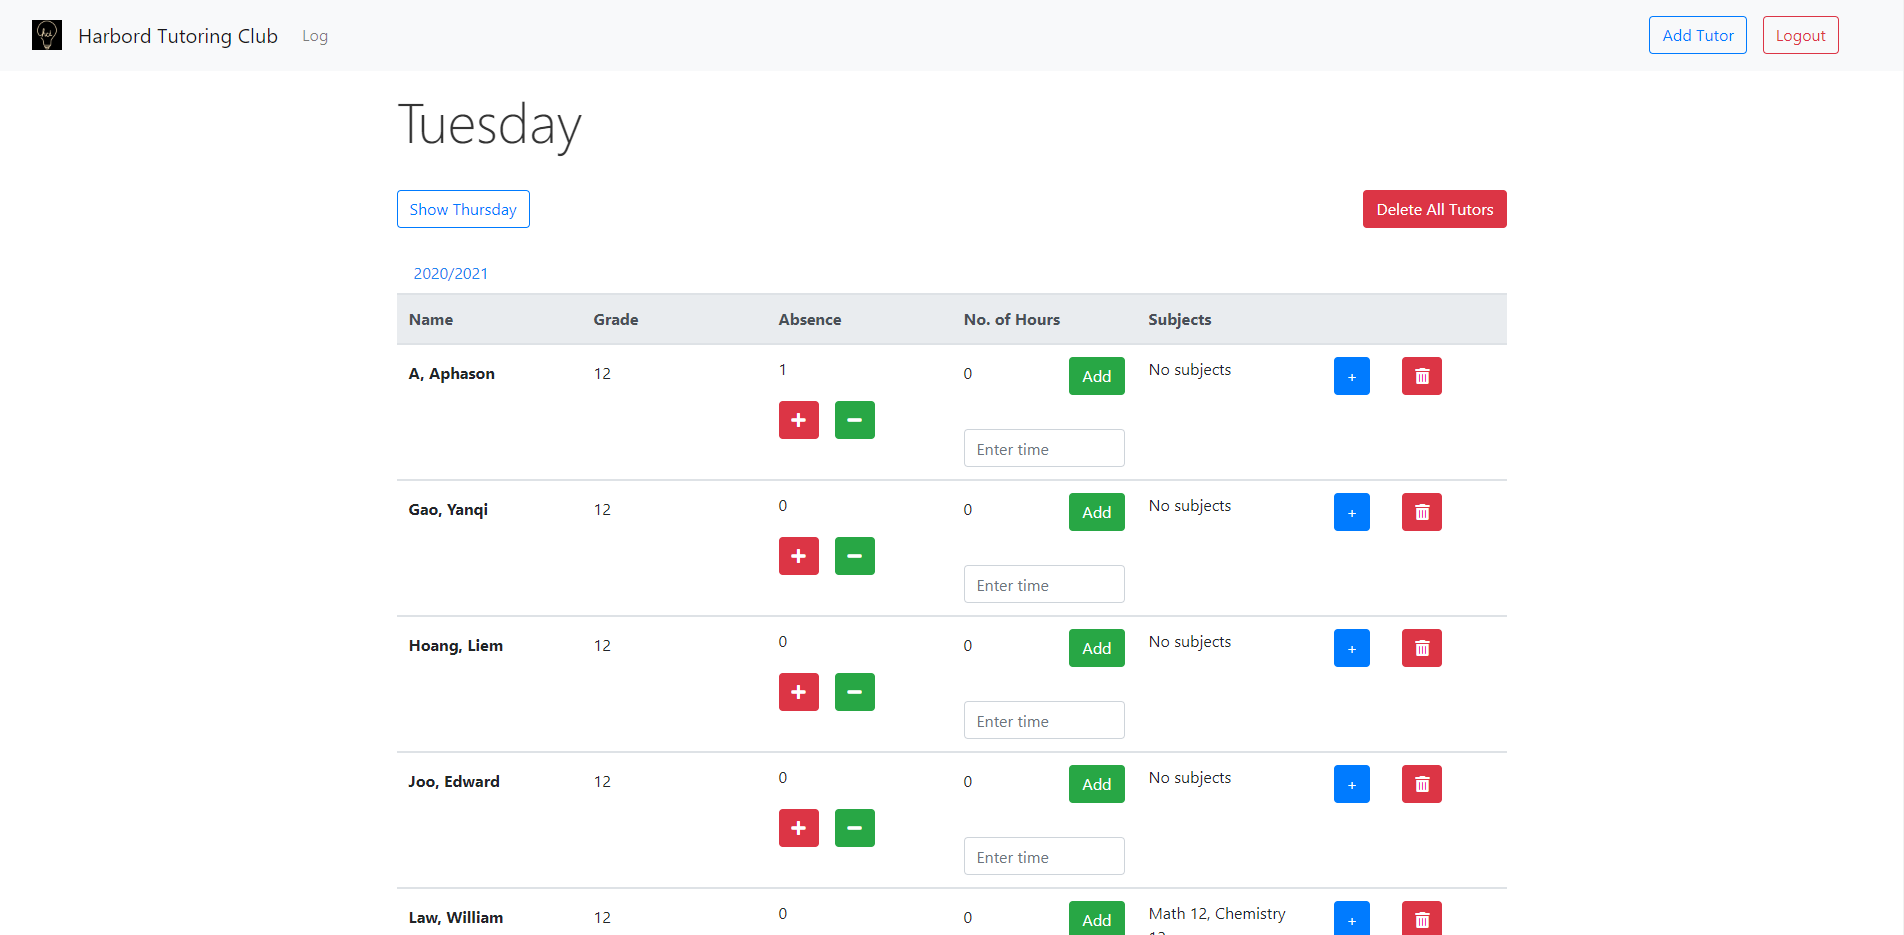 hci Harbord Tutoring Club Log Add Tutor Logout
Tuesday
Show Thursday Delete All Tutors
2020/2021
Name Grade Absence No. of Hours Subjects
A, Aphason 12 1 0 Add No subjects +
+ −
Enter time
Gao, Yanqi 12 0 0 Add No subjects +
+ −
Enter time
Hoang, Liem 12 0 0 Add No subjects +
+ −
Enter time
Joo, Edward 12 0 0 Add No subjects +
+ −
Enter time
Law, William 12 0 0 Add Math 12, Chemistry +